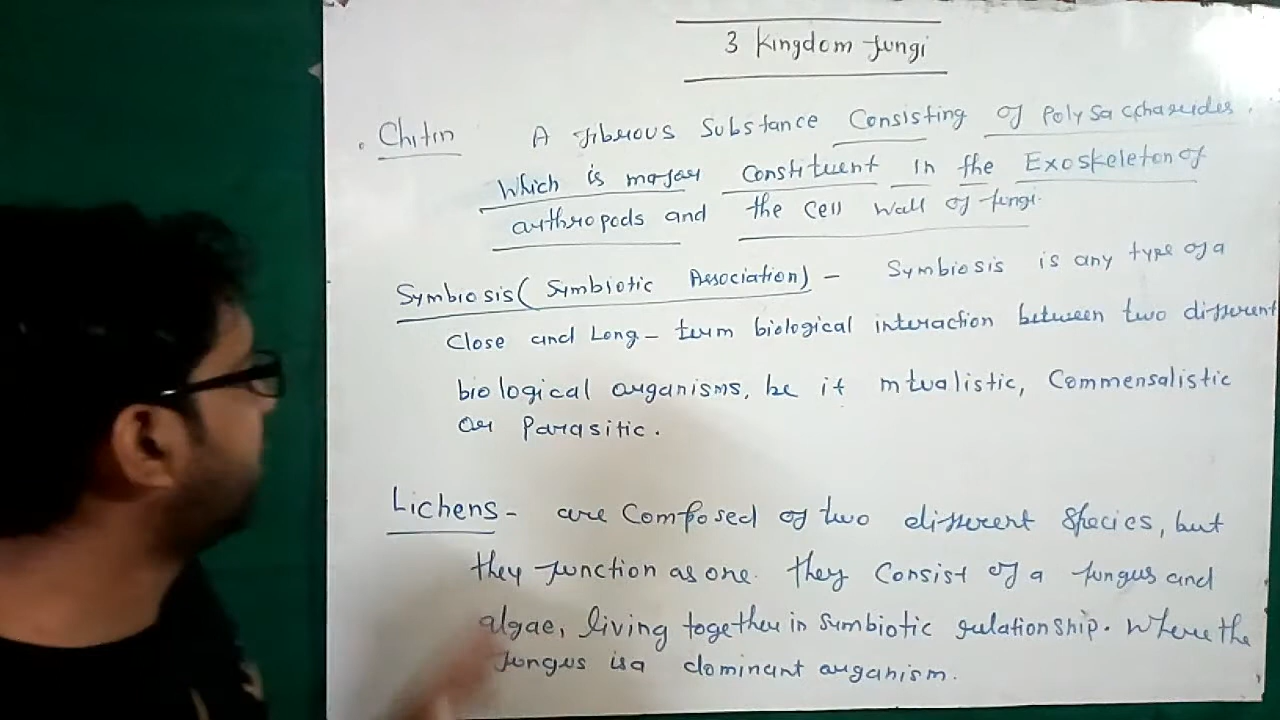 3 Kingdom fungi
. Chitin A fibrous Substance Consisting of Polysaccharides.
which is major Constituent in the Exoskeleton of
arthropods and the cell wall of fungi.
Symbiosis (Symbiotic Association) - Symbiosis is any type of a
Close and Long-term biological interaction between two different
biological organisms, be it mtualistic, Commensalistic
or Parasitic.
Lichens - are Composed of two different Species, but
they function as one. they Consist of a fungus and
algae, living together in Symbiotic relationship. Where the
fungus is a dominant organism.